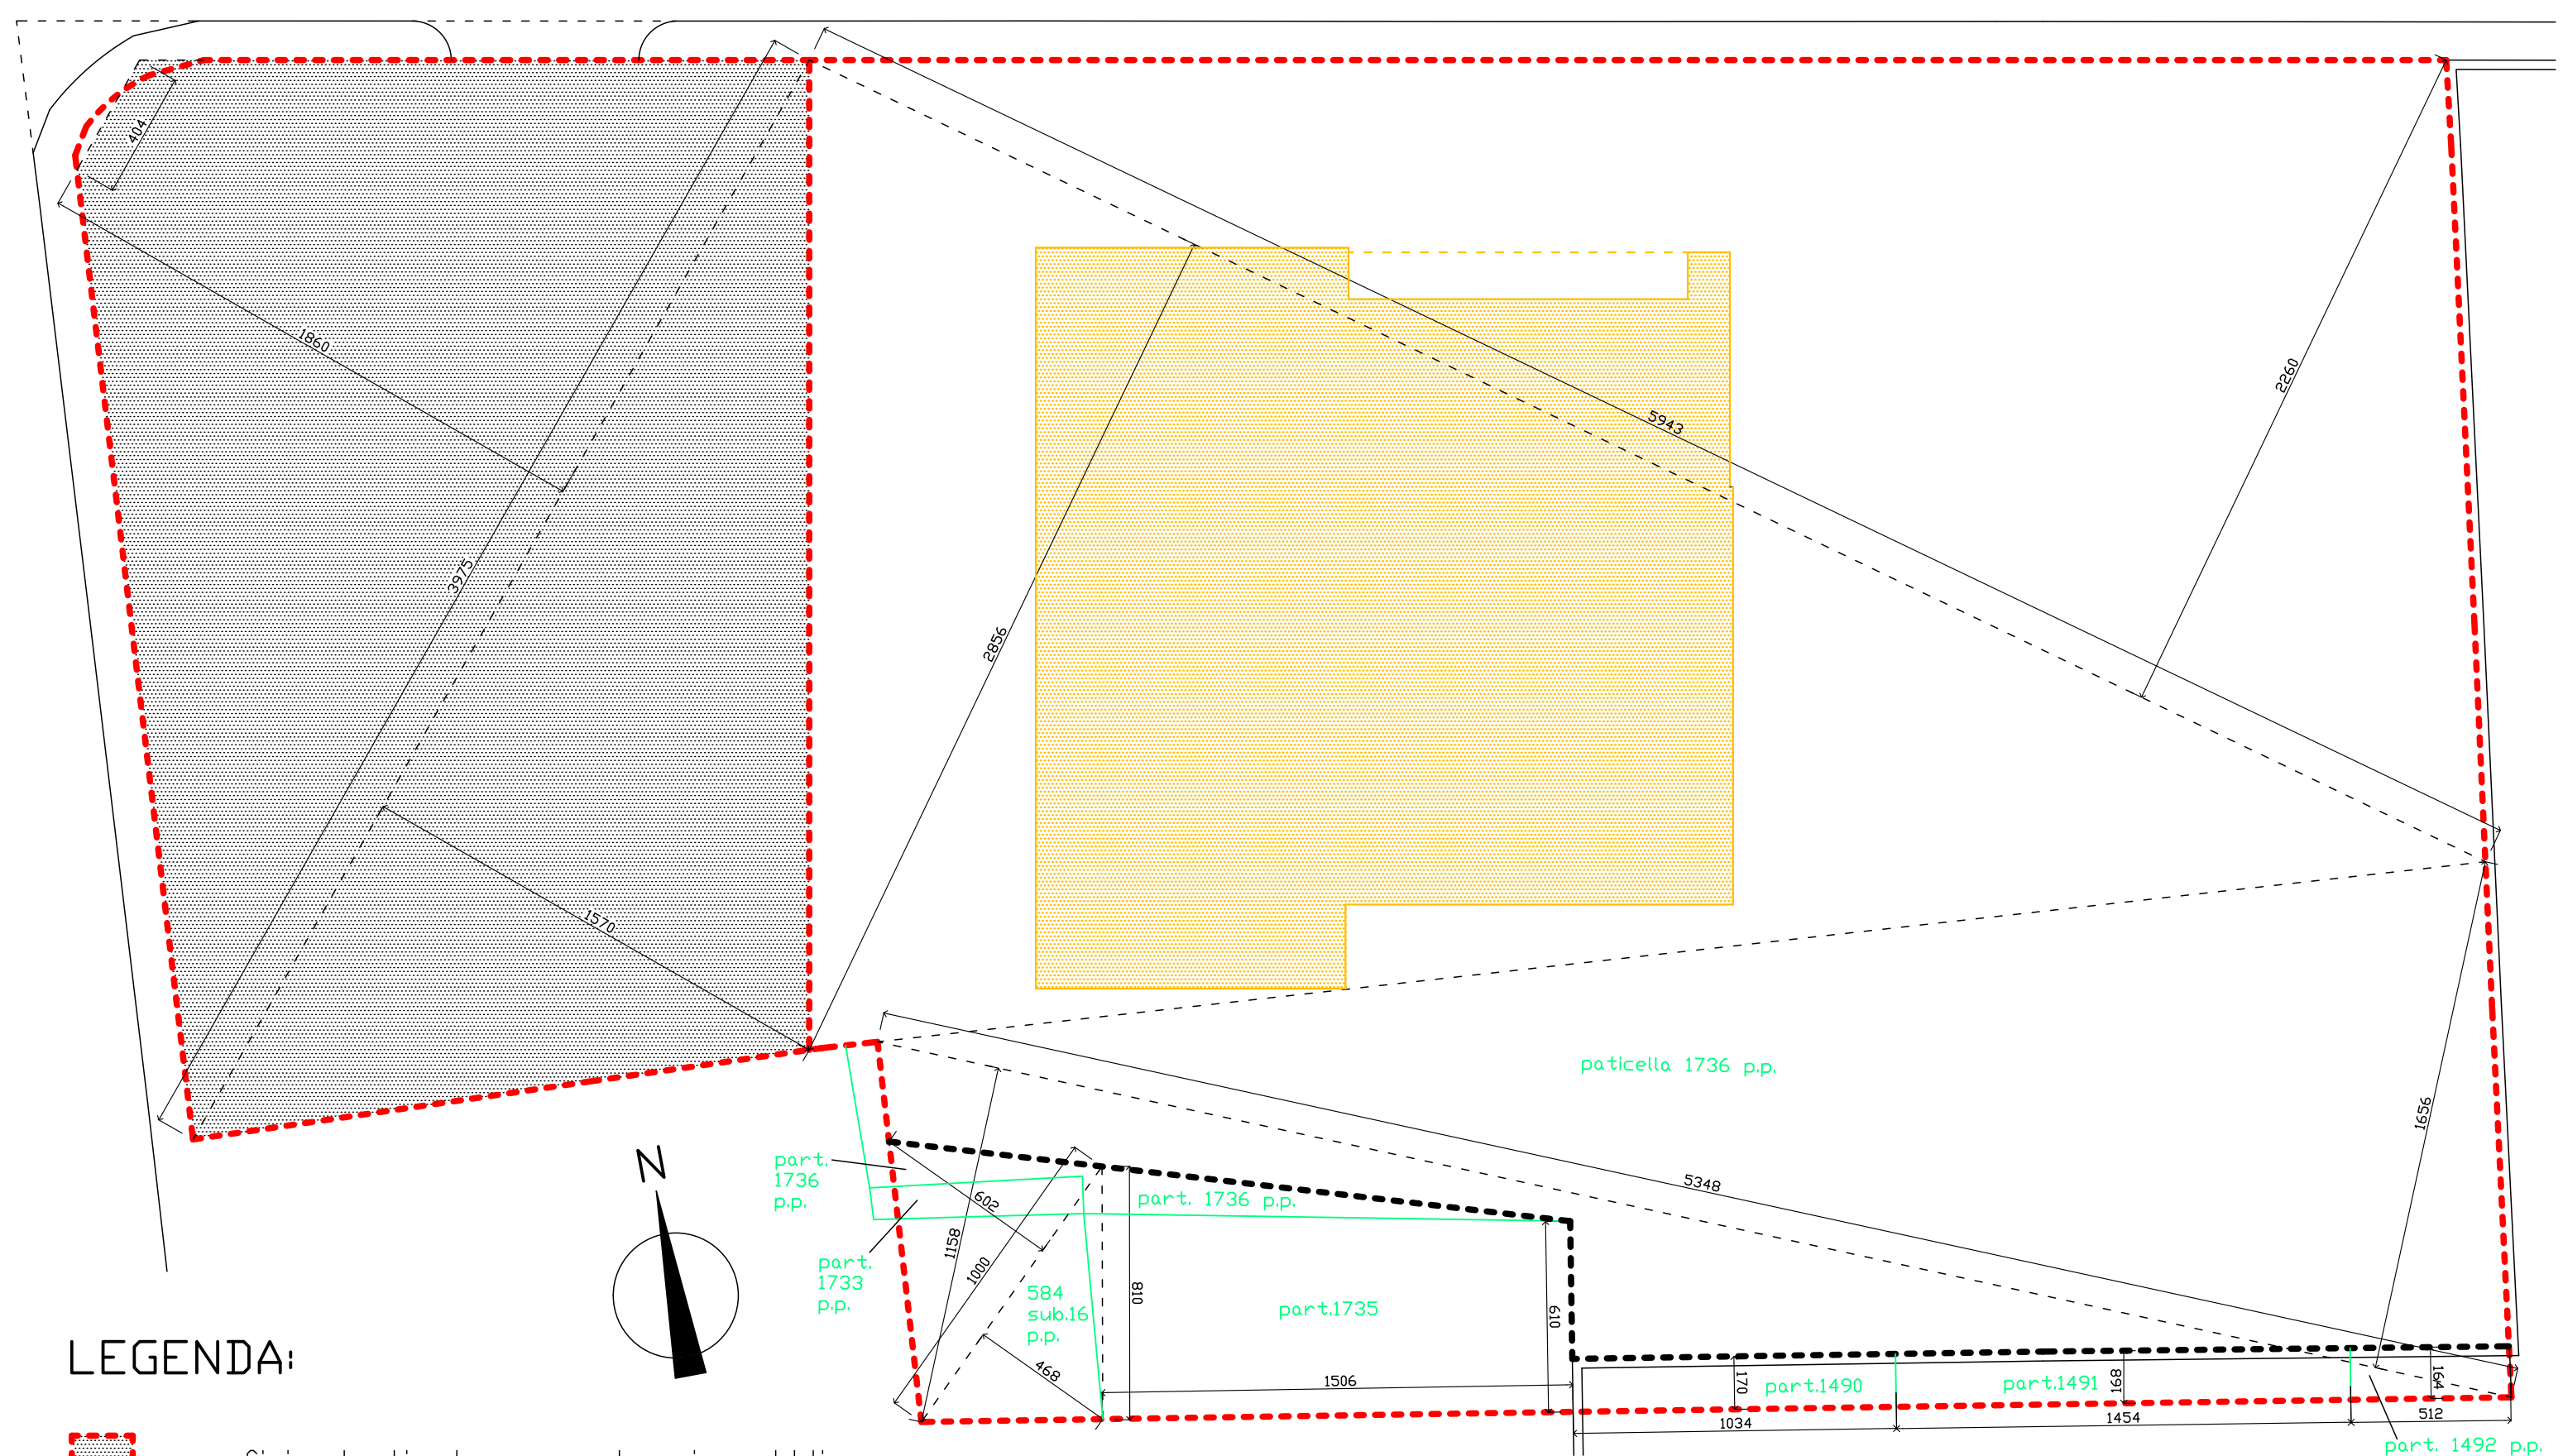 404
1860
3975
1570
2856
5943
2260
paticella 1736 p.p.
1656
5348
N
part.
1736
p.p.
part.
1733
p.p.
602
1158
1000
468
584
sub.16
p.p.
part. 1736 p.p.
810
part.1735
610
1506
170
part.1490
1034
part.1491
168
1454
164
512
part. 1492 p.p.
LEGENDA: